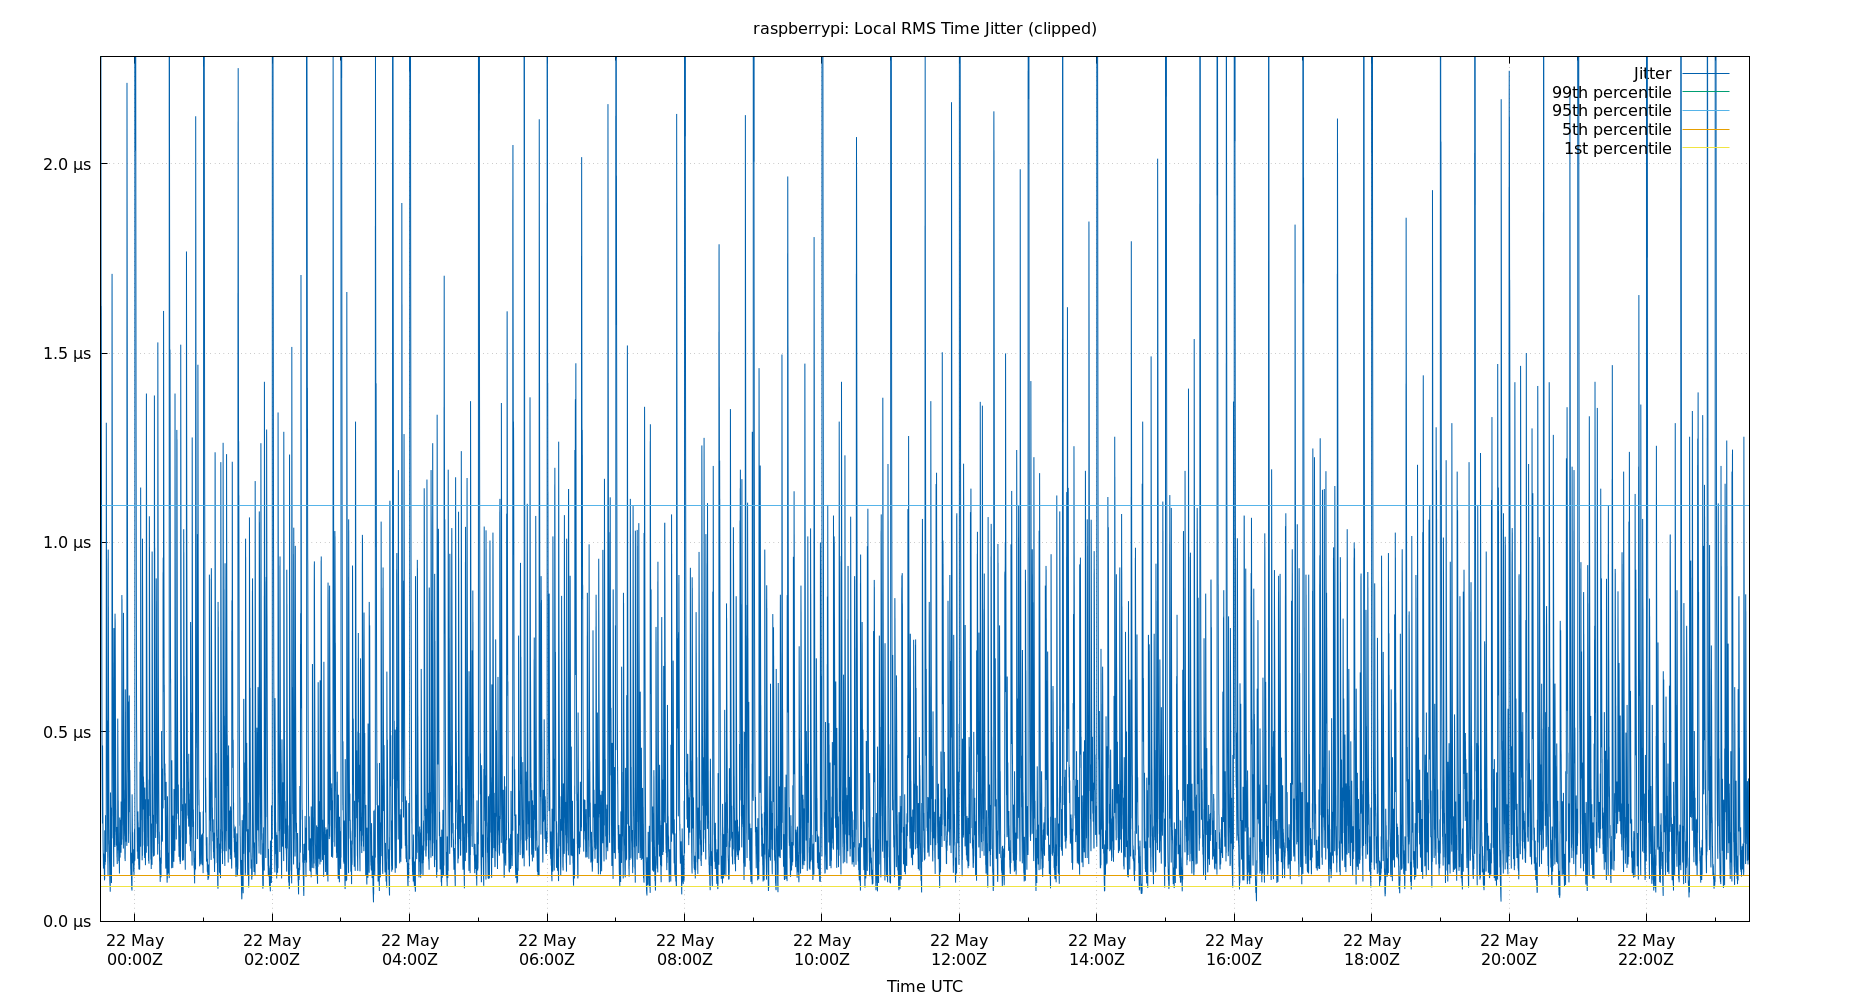 raspberrypi: Local RMS Time Jitter (clipped)
Jitter
99th percentile
95th percentile
5th percentile
1st percentile
2.0 µs
1.5 µs
1.0 µs
0.5 µs
0.0 µs
22 May 22 May 22 May 22 May 22 May 22 May 22 May 22 May 22 May 22 May 22 May 22 May
00:00Z 02:00Z 04:00Z 06:00Z 08:00Z 10:00Z 12:00Z 14:00Z 16:00Z 18:00Z 20:00Z 22:00Z
Time UTC